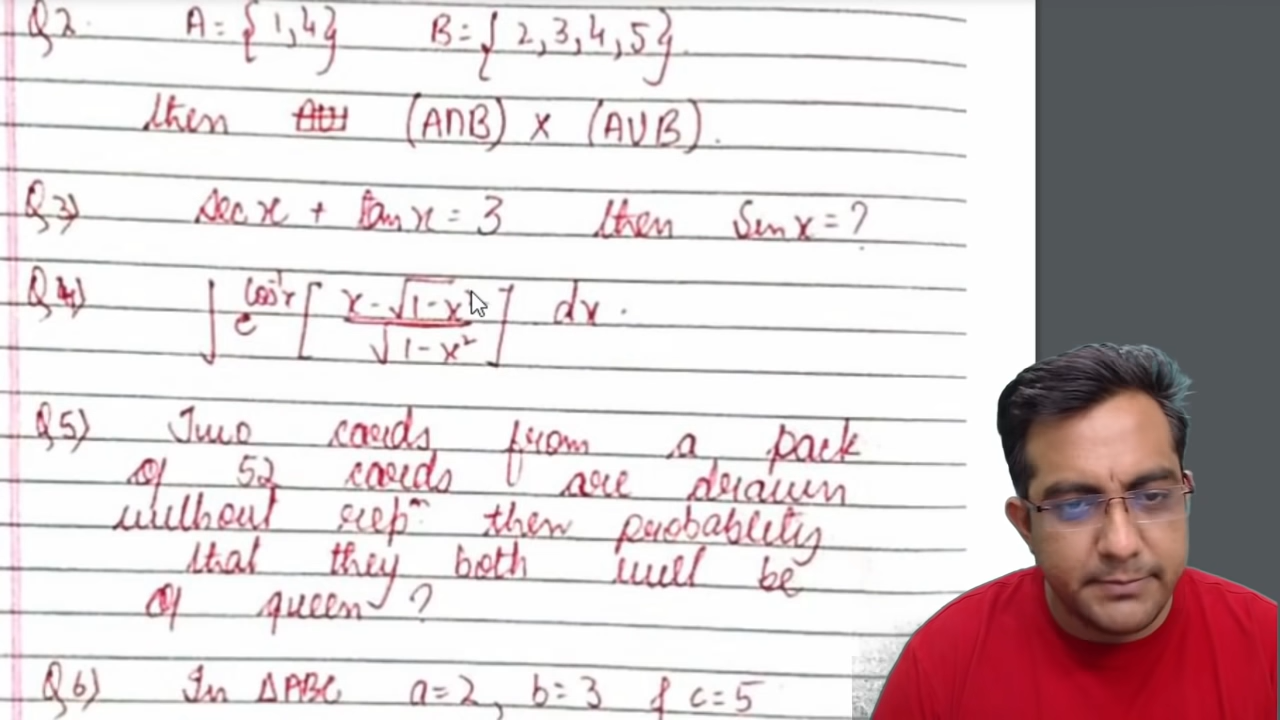 Q2. A = {1,4} B = { 2,3,4,5}.
then (A∩B) × (A∪B).
Q3) Sec x + tan x = 3 then Sin x = ?
Q4) ∫ e^{cos⁻¹x} [ (x - √(1-x²)) / √(1-x²) ] dx.
Q5) Two cards from a pack
of 52 cards are drawn
without repⁿ then probability
that they both will be
of queen ?
Q6) In ΔABC a=2, b=3 & c=5